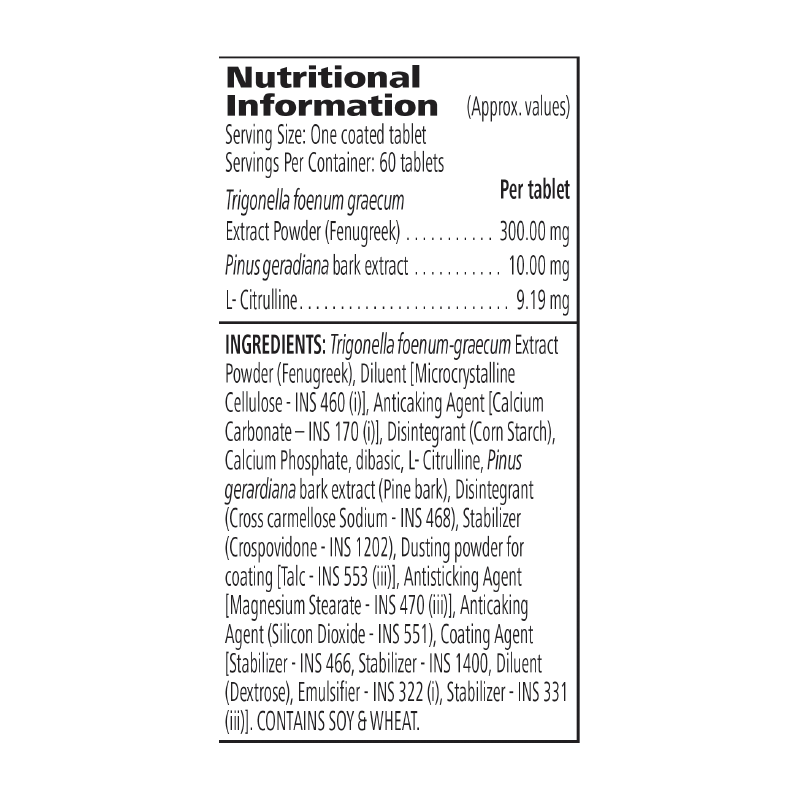 Nutritional
Information (Approx. values)
Serving Size: One coated tablet
Servings Per Container: 60 tablets
Per tablet
Trigonella foenum graecum
Extract Powder (Fenugreek) ........... 300.00 mg
Pinus geradiana bark extract ........... 10.00 mg
L- Citrulline.......................... 9.19 mg
INGREDIENTS: Trigonella foenum-graecum Extract
Powder (Fenugreek), Diluent [Microcrystalline
Cellulose - INS 460 (i)], Anticaking Agent [Calcium
Carbonate – INS 170 (i)], Disintegrant (Corn Starch),
Calcium Phosphate, dibasic, L- Citrulline, Pinus
gerardiana bark extract (Pine bark), Disintegrant
(Cross carmellose Sodium - INS 468), Stabilizer
(Crospovidone - INS 1202), Dusting powder for
coating [Talc - INS 553 (iii)], Antisticking Agent
[Magnesium Stearate - INS 470 (iii)], Anticaking
Agent (Silicon Dioxide - INS 551), Coating Agent
[Stabilizer - INS 466, Stabilizer - INS 1400, Diluent
(Dextrose), Emulsifier - INS 322 (i), Stabilizer - INS 331
(iii)]. CONTAINS SOY & WHEAT.